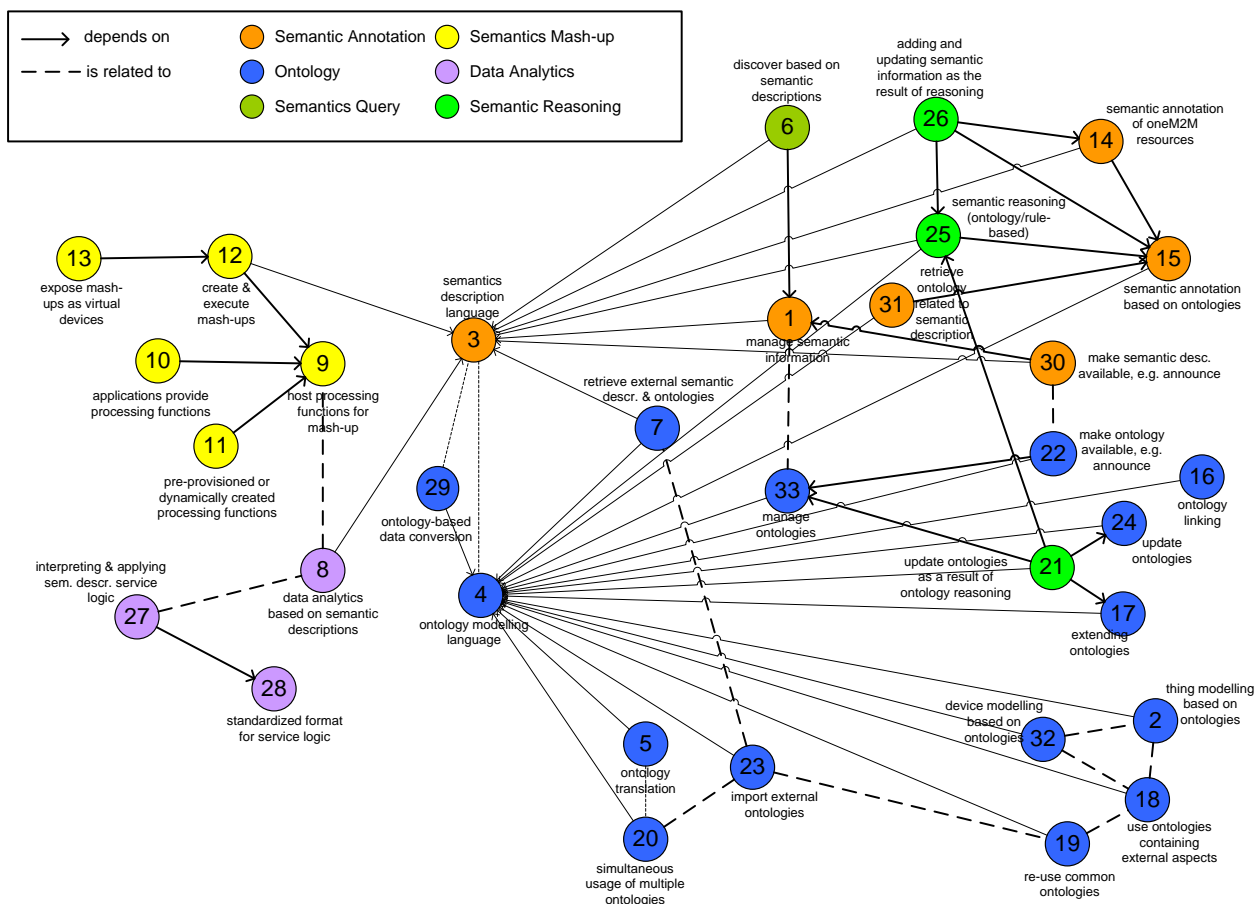 depends on
is related to
Semantic Annotation
Ontology
Semantics Query
Semantics Mash-up
Data Analytics
Semantic Reasoning
discover based on
semantic
descriptions
6
adding and
updating semantic
information as the
result of reasoning
26
semantic annotation
of oneM2M
resources
14
semantic reasoning
(ontology/rule-
based)
25
15
semantic annotation
based on ontologies
13
expose mash-
ups as virtual
devices
12
create &
execute
mash-ups
semantics
description
language
3
1
manage semantic
information
31
retrieve
ontology
related to
semantic
description
30
make semantic desc.
available, e.g. announce
10
applications provide
processing functions
9
host processing
functions for
mash-up
11
pre-provisioned or
dynamically created
processing functions
retrieve external semantic
descr. & ontologies
7
22
make ontology
available, e.g.
announce
29
ontology-based
data conversion
33
manage
ontologies
16
ontology
linking
24
update
ontologies
interpreting & applying
sem. descr. service
logic
27
8
data analytics
based on semantic
descriptions
4
ontology modelling
language
update ontologies
as a result of
ontology reasoning
21
17
extending
ontologies
28
standardized format
for service logic
5
ontology
translation
23
import external
ontologies
20
simultaneous
usage of multiple
ontologies
device modelling
based on
ontologies
32
thing modelling
based on
ontologies
2
18
use ontologies
containing
external aspects
19
re-use common
ontologies